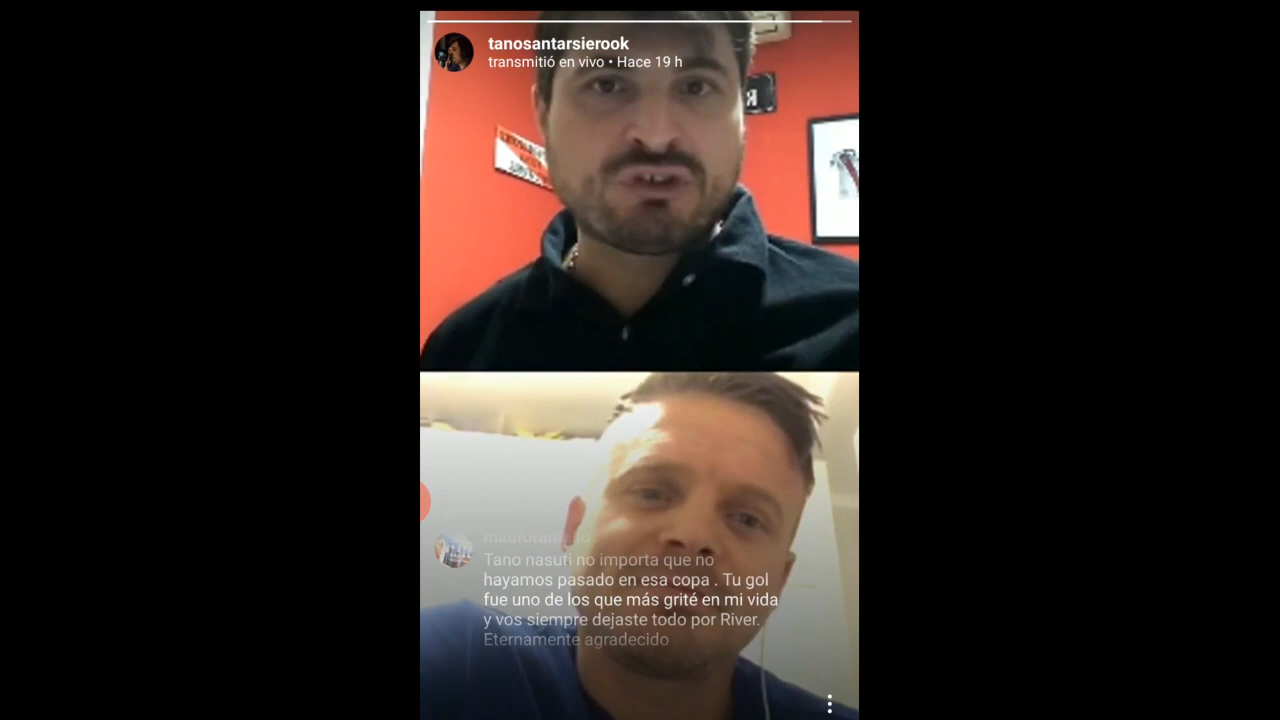 tanosantarsierook
transmitió en vivo • Hace 19 h
Tano nasuti no importa que no
hayamos pasado en esa copa . Tu gol
fue uno de los que más grité en mi vida
y vos siempre dejaste todo por River.
Eternamente agradecido